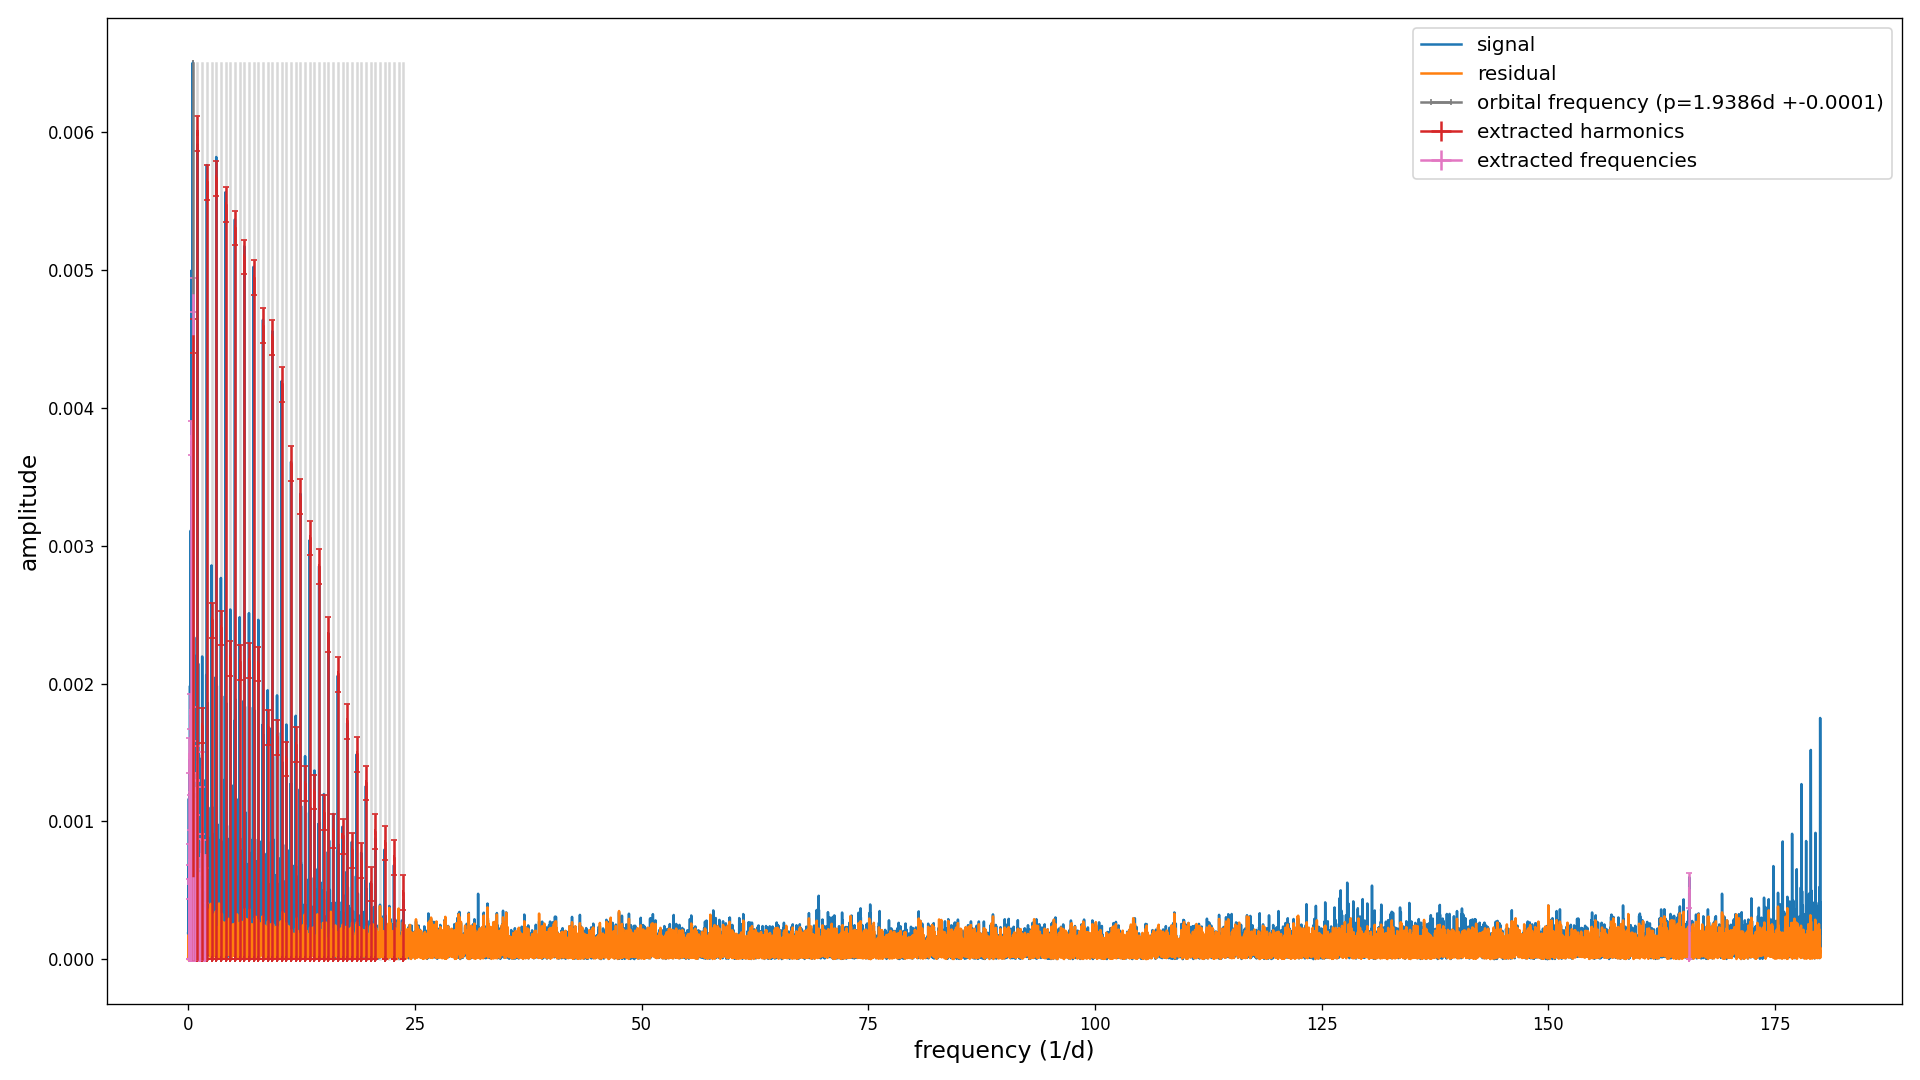 signal
residual
orbital frequency (p=1.9386d +-0.0001)
extracted harmonics
extracted frequencies
amplitude
0.006
0.005
0.004
0.003
0.002
0.001
0.000
0 25 50 75 100 125 150 175
frequency (1/d)